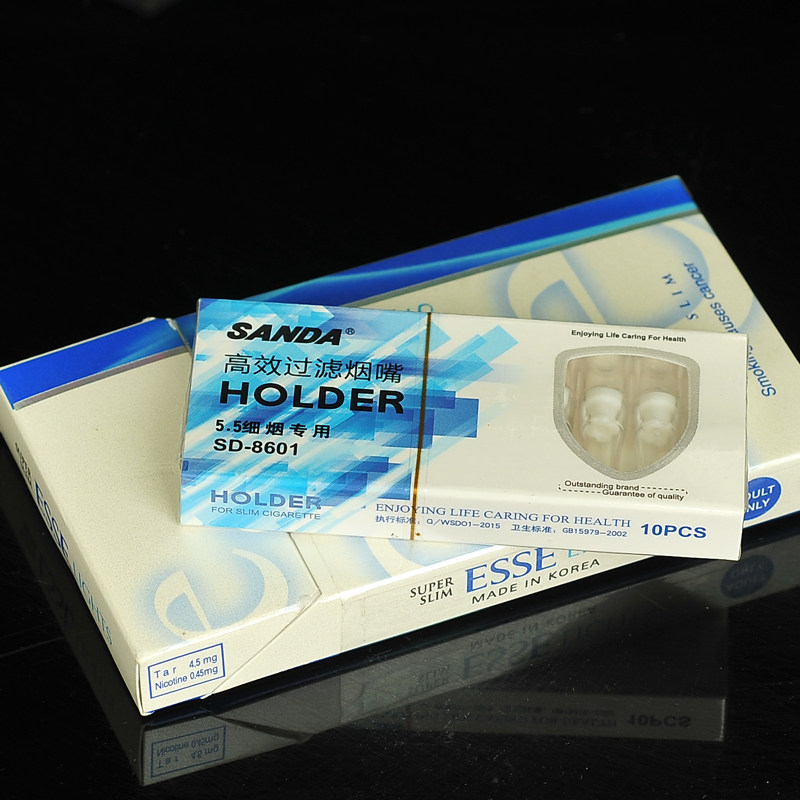 SANDA®
高效过滤烟嘴
HOLDER
5.5细烟专用
SD-8601
HOLDER
FOR SLIM CIGARETTE
Enjoying Life Caring For Health
Outstanding brand
Guarantee of quality
ENJOYING LIFE CARING FOR HEALTH
执行标准: Q/WSD01-2015 卫生标准: GB15979-2002
10PCS
SLIM
Smoking causes cancer
ADULT
ONLY
SUPER
SLIM
ESSE
MADE IN KOREA
ESSE LIGHTS
Tar 4.5 mg
Nicotine 0.45mg